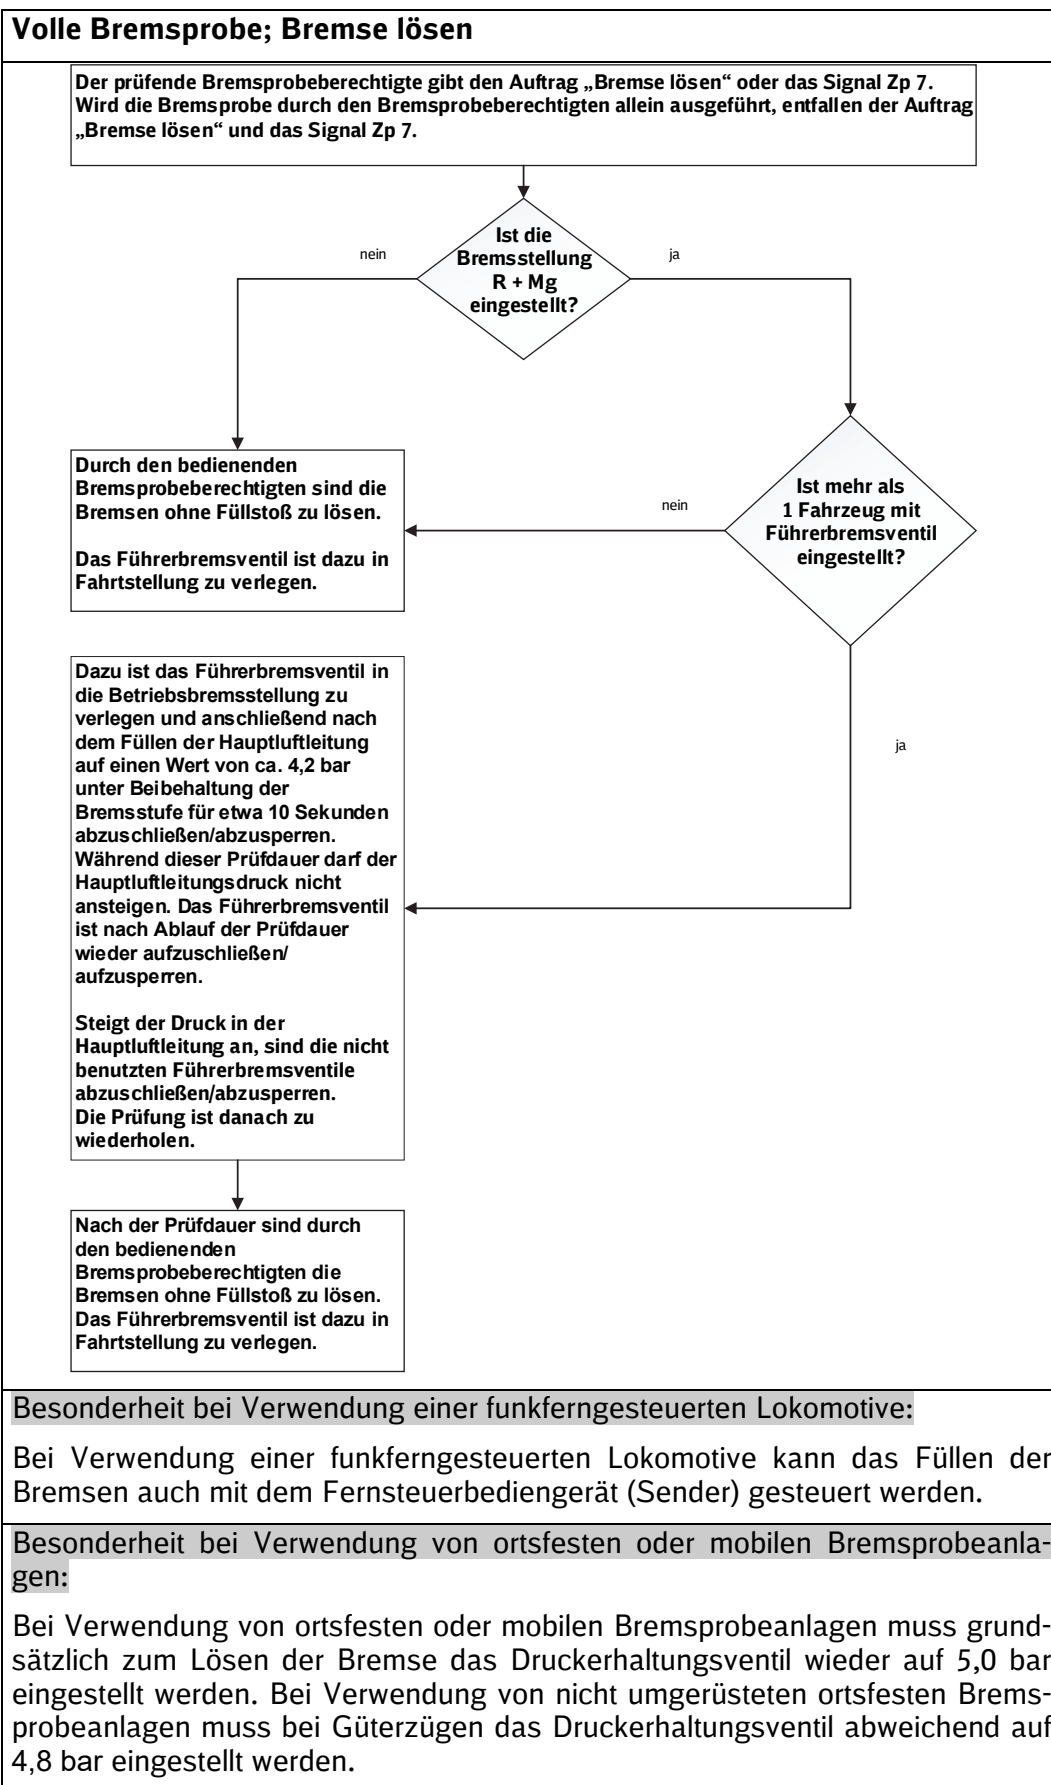 Volle Bremsprobe; Bremse lösen
Der prüfende Bremsprobeberechtigte gibt den Auftrag „Bremse lösen“ oder das Signal Zp 7.
Wird die Bremsprobe durch den Bremsprobeberechtigten allein ausgeführt, entfallen der Auftrag
„Bremse lösen“ und das Signal Zp 7.
Ist die
Bremsstellung
R + Mg
eingestellt?
nein
ja
Durch den bedienenden
Bremsprobeberechtigten sind die
Bremsen ohne Füllstoß zu lösen.
Das Führerbremsventil ist dazu in
Fahrtstellung zu verlegen.
nein
Ist mehr als
1 Fahrzeug mit
Führerbremsventil
eingestellt?
ja
Dazu ist das Führerbremsventil in
die Betriebsbremsstellung zu
verlegen und anschließend nach
dem Füllen der Hauptluftleitung
auf einen Wert von ca. 4,2 bar
unter Beibehaltung der
Bremsstufe für etwa 10 Sekunden
abzuschließen/abzusperren.
Während dieser Prüfdauer darf der
Hauptluftleitungsdruck nicht
ansteigen. Das Führerbremsventil
ist nach Ablauf der Prüfdauer
wieder aufzuschließen/
aufzusperren.
Steigt der Druck in der
Hauptluftleitung an, sind die nicht
benutzten Führerbremsventile
abzuschließen/abzusperren.
Die Prüfung ist danach zu
wiederholen.
Nach der Prüfdauer sind durch
den bedienenden
Bremsprobeberechtigten die
Bremsen ohne Füllstoß zu lösen.
Das Führerbremsventil ist dazu in
Fahrtstellung zu verlegen.
Besonderheit bei Verwendung einer funkferngesteuerten Lokomotive:
Bei Verwendung einer funkferngesteuerten Lokomotive kann das Füllen der
Bremsen auch mit dem Fernsteuerbediengerät (Sender) gesteuert werden.
Besonderheit bei Verwendung von ortsfesten oder mobilen Bremsprobeanla-
gen:
Bei Verwendung von ortsfesten oder mobilen Bremsprobeanlagen muss grund-
sätzlich zum Lösen der Bremse das Druckerhaltungsventil wieder auf 5,0 bar
eingestellt werden. Bei Verwendung von nicht umgerüsteten ortsfesten Brems-
probeanlagen muss bei Güterzügen das Druckerhaltungsventil abweichend auf
4,8 bar eingestellt werden.